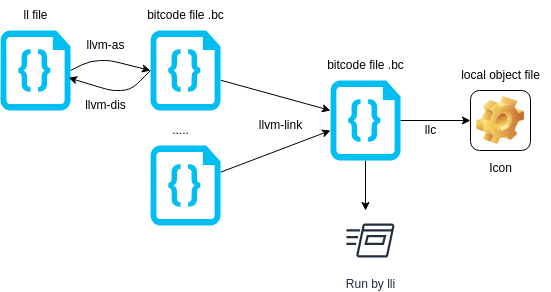 ll file
bitcode file .bc
llvm-as
llvm-dis
bitcode file .bc
local object file
.....
llvm-link
llc
Icon
Run by lli